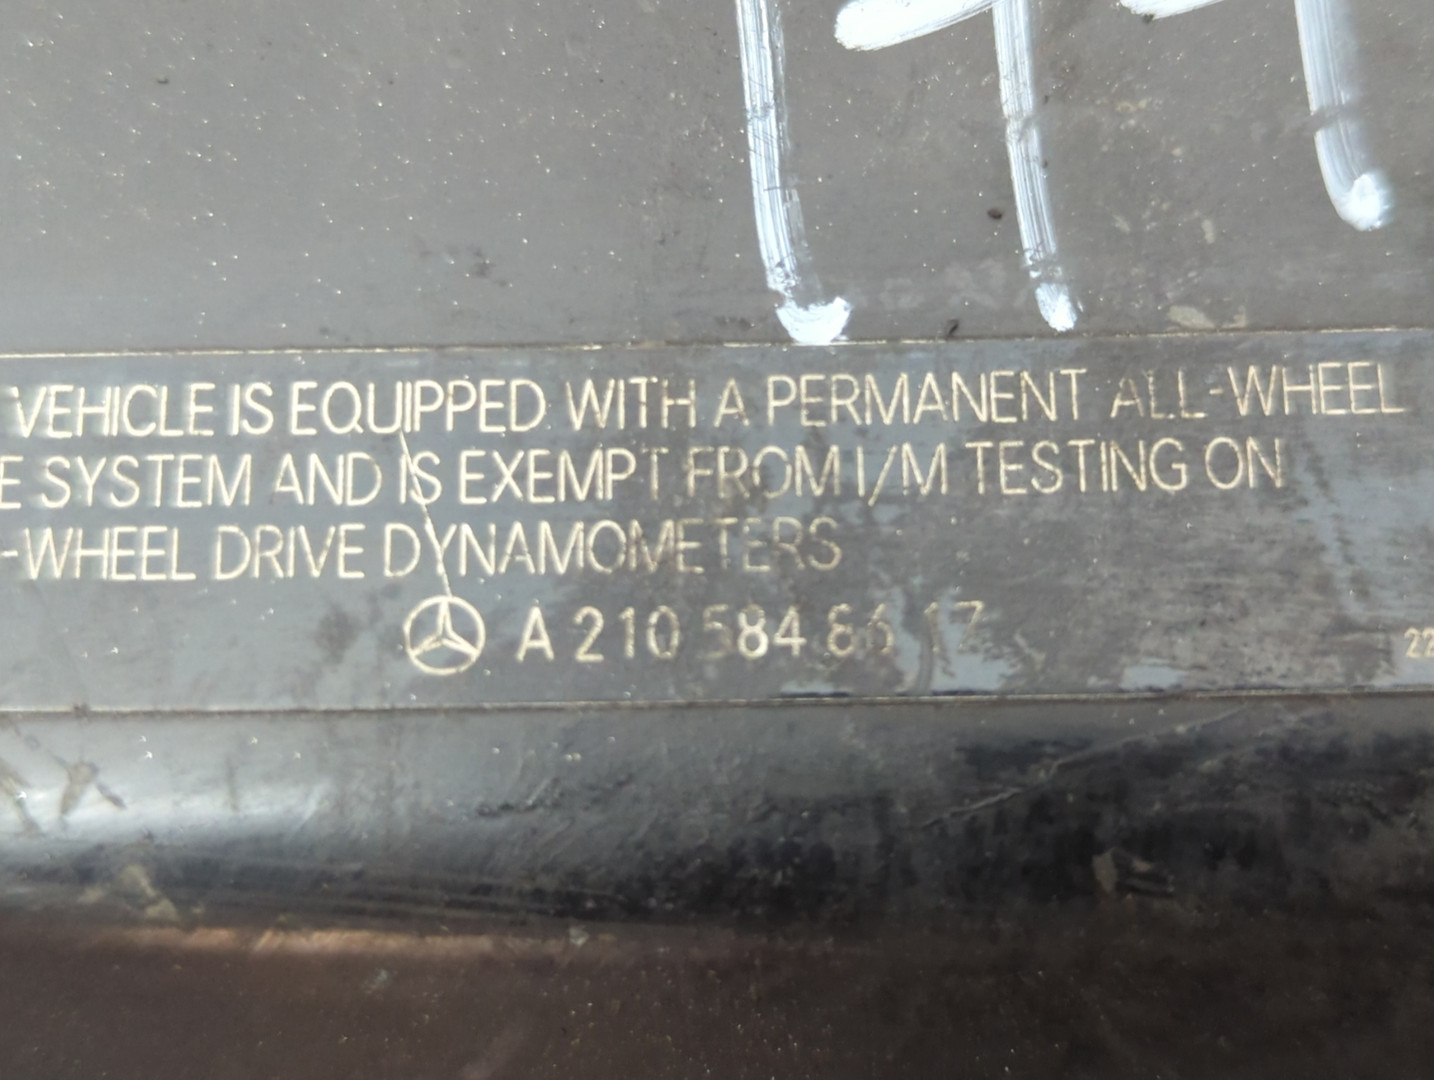 VEHICLE IS EQUIPPED WITH A PERMANENT ALL-WHEEL
E SYSTEM AND IS EXEMPT FROM I/M TESTING ON
-WHEEL DRIVE DYNAMOMETERS
A 210 584 86 17
22